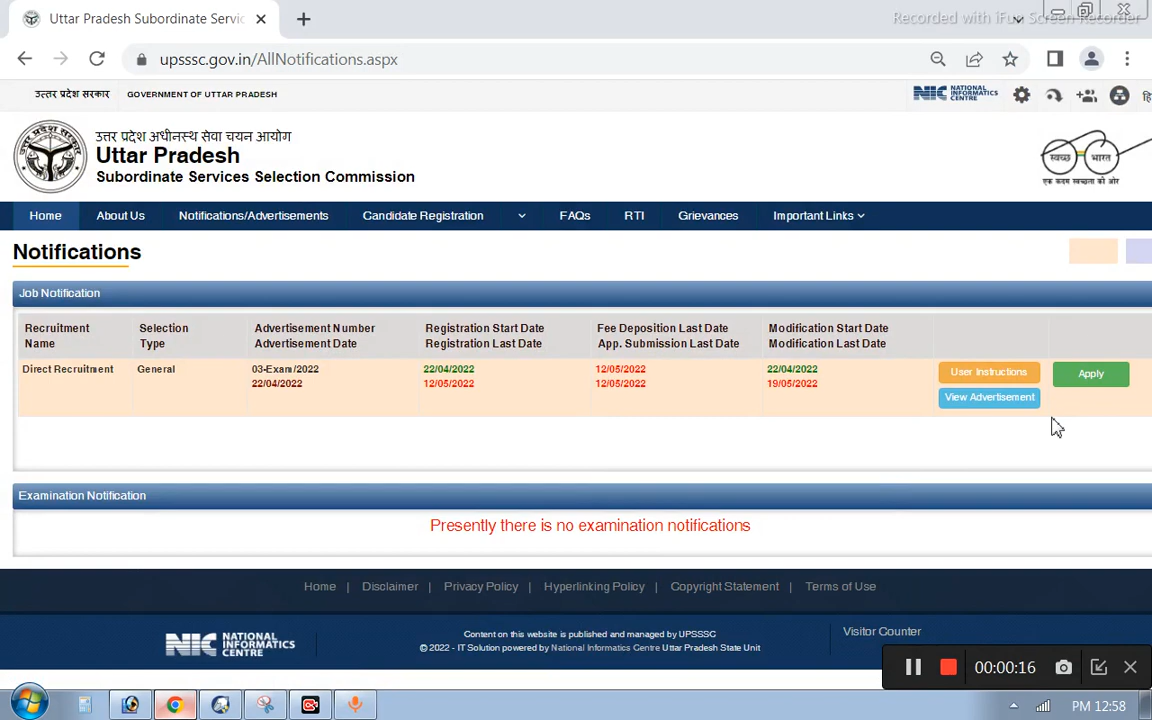 Uttar Pradesh Subordinate Servic
Recorded with iFun Screen Recorder
upsssc.gov.in/AllNotifications.aspx
उत्तर प्रदेश सरकार GOVERNMENT OF UTTAR PRADESH
NIC NATIONAL INFORMATICS CENTRE
हि
उत्तर प्रदेश अधीनस्थ सेवा चयन आयोग
Uttar Pradesh
Subordinate Services Selection Commission
स्वच्छ भारत
एक कदम स्वच्छता की ओर
Home About Us Notifications/Advertisements Candidate Registration FAQs RTI Grievances Important Links
Notifications
Job Notification
Recruitment Name Selection Type Advertisement Number Advertisement Date Registration Start Date Registration Last Date Fee Deposition Last Date App. Submission Last Date Modification Start Date Modification Last Date
Direct Recruitment General 03-Exam/2022 22/04/2022 12/05/2022 22/04/2022 User Instructions Apply
22/04/2022 12/05/2022 12/05/2022 19/05/2022 View Advertisement
Examination Notification
Presently there is no examination notifications
Home | Disclaimer | Privacy Policy | Hyperlinking Policy | Copyright Statement | Terms of Use
NIC NATIONAL INFORMATICS CENTRE
Content on this website is published and managed by UPSSSC
© 2022 - IT Solution powered by National Informatics Centre Uttar Pradesh State Unit
Visitor Counter
00:00:16
PM 12:58